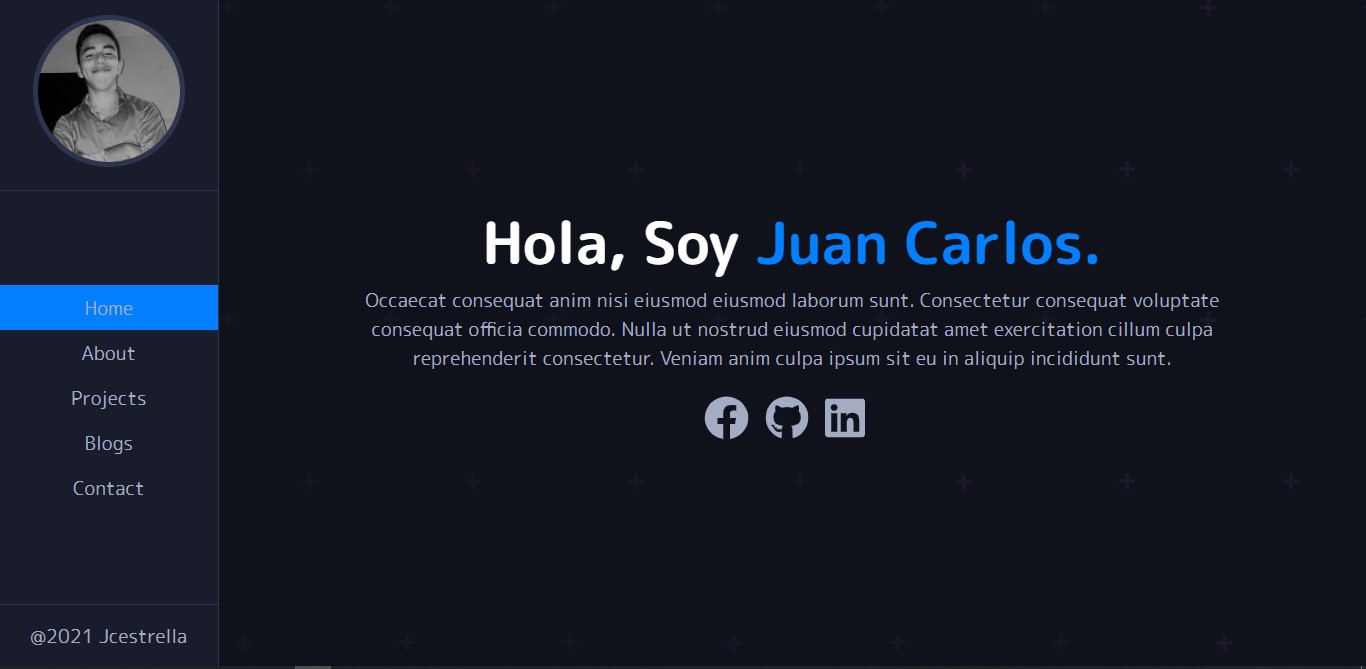 Home
About
Projects
Blogs
Contact
@2021 Jcestrella
Hola, Soy Juan Carlos.
Occaecat consequat anim nisi eiusmod eiusmod laborum sunt. Consectetur consequat voluptate
consequat officia commodo. Nulla ut nostrud eiusmod cupidatat amet exercitation cillum culpa
reprehenderit consectetur. Veniam anim culpa ipsum sit eu in aliquip incididunt sunt.
in